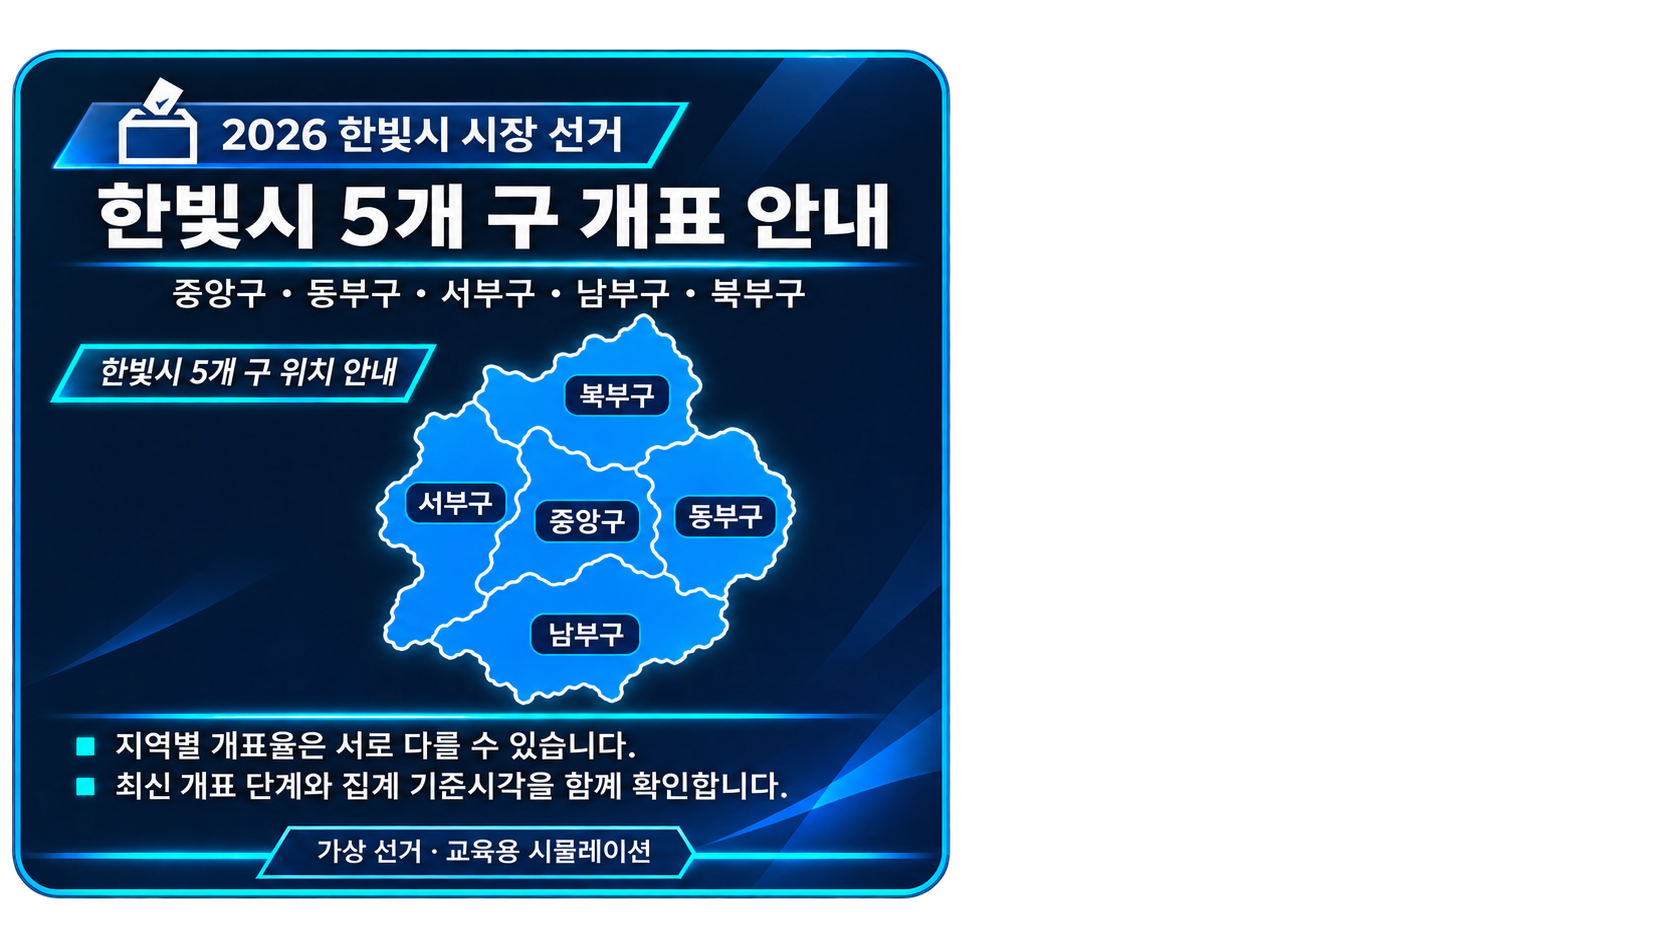 2026 한빛시 시장 선거
한빛시 5개 구 개표 안내
중앙구 · 동부구 · 서부구 · 남부구 · 북부구
한빛시 5개 구 위치 안내
북부구
서부구
중앙구
동부구
남부구
지역별 개표율은 서로 다를 수 있습니다.
최신 개표 단계와 집계 기준시각을 함께 확인합니다.
가상 선거 · 교육용 시뮬레이션